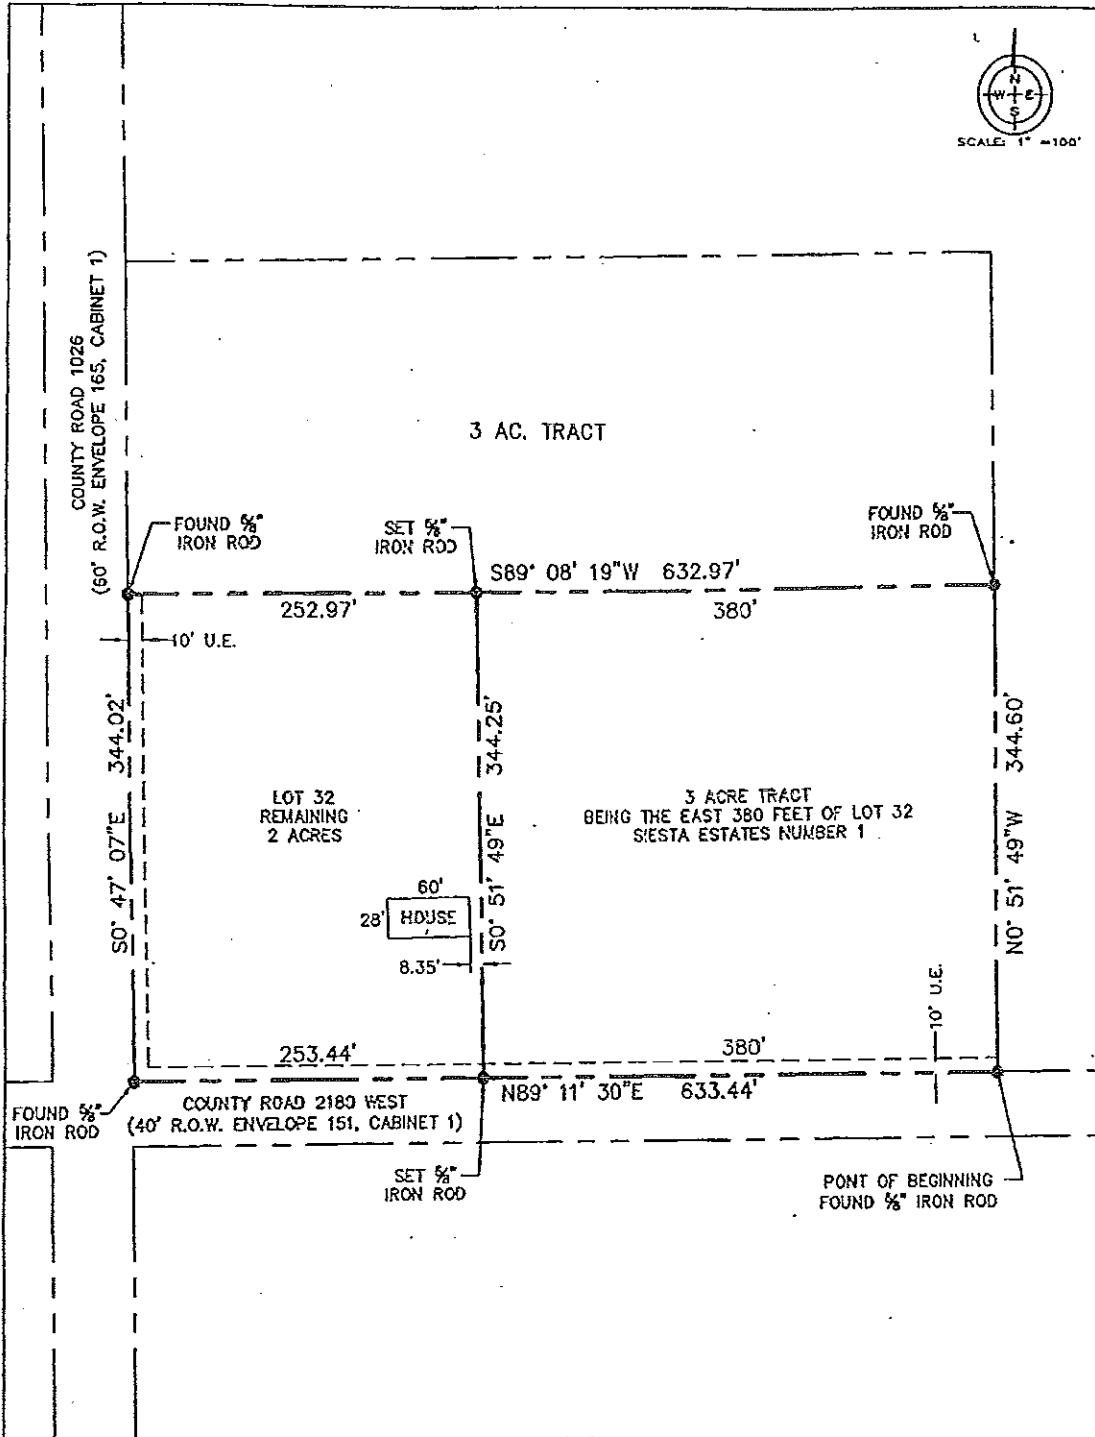 N
W E
S
SCALE: 1" =100'
COUNTY ROAD 1026
(60' R.O.W. ENVELOPE 165, CABINET 1)
3 AC. TRACT
FOUND 5/8"
IRON ROD
SET 5/8"
IRON ROD
FOUND 5/8"
IRON ROD
S89° 08' 19"W 632.97'
252.97'
380'
10' U.E.
S0° 47' 07"E 344.02'
S0° 51' 49"E 344.25'
N0° 51' 49"W 344.60'
LOT 32
REMAINING
2 ACRES
3 ACRE TRACT
BEING THE EAST 380 FEET OF LOT 32
SIESTA ESTATES NUMBER 1
60'
28'
HOUSE
8.35'
10' U.E.
253.44'
380'
N89° 11' 30"E 633.44'
FOUND 5/8"
IRON ROD
COUNTY ROAD 2180 WEST
(40' R.O.W. ENVELOPE 151, CABINET 1)
SET 5/8"
IRON ROD
PONT OF BEGINNING
FOUND 5/8" IRON ROD